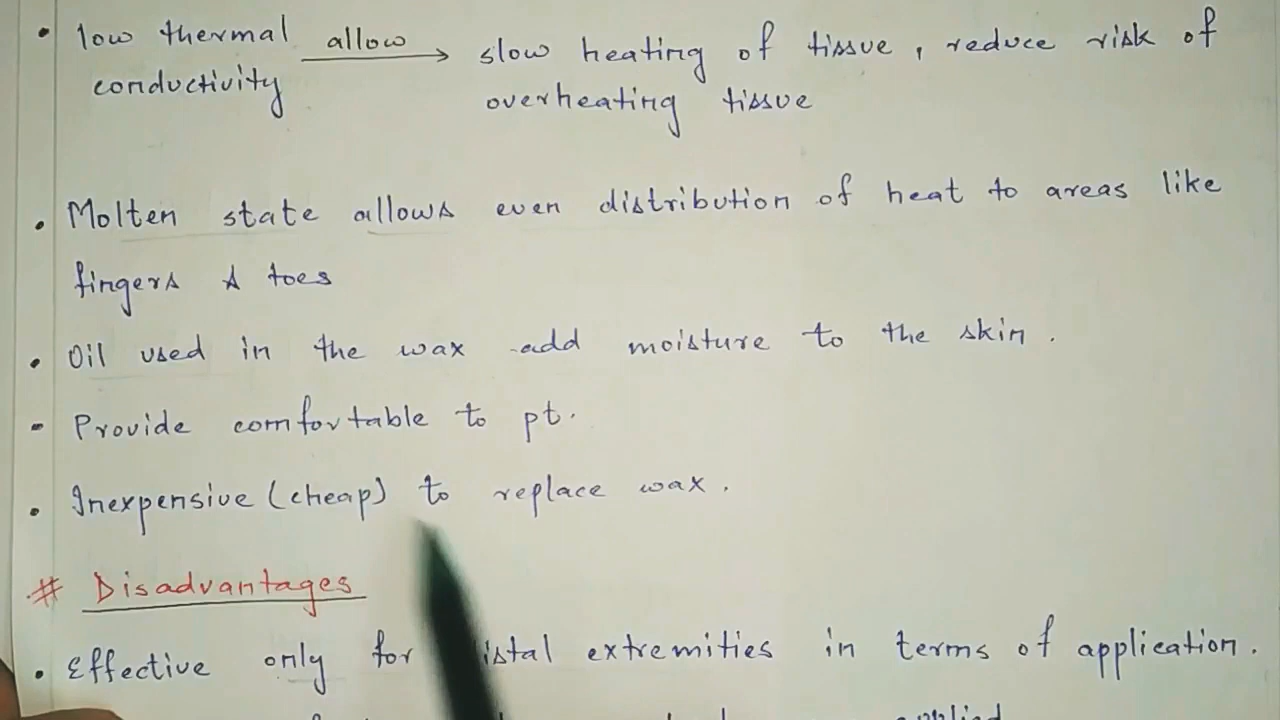 • low thermal allow slow heating of tissue, reduce risk of
conductivity overheating tissue
• Molten state allows even distribution of heat to areas like
fingers & toes
• Oil used in the wax add moisture to the skin.
- Provide comfortable to pt.
• Inexpensive (cheap) to replace wax.
# Disadvantages
• Effective only for extremities in terms of application.